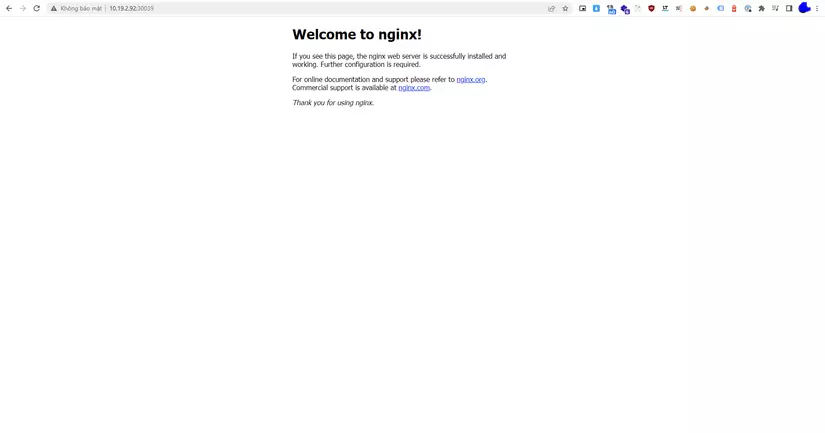 Không bảo mật | 10.19.2.92:30039
Welcome to nginx!
If you see this page, the nginx web server is successfully installed and
working. Further configuration is required.
For online documentation and support please refer to nginx.org.
Commercial support is available at nginx.com.
Thank you for using nginx.